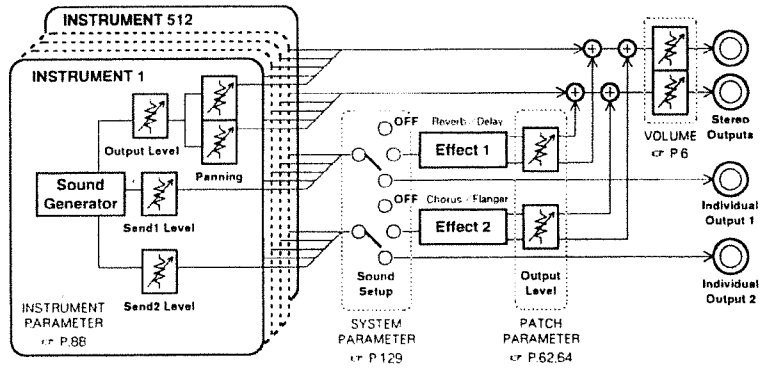 INSTRUMENT 512
INSTRUMENT 1
Output Level
Panning
Sound
Generator
Send1 Level
Send2 Level
INSTRUMENT
PARAMETER
☞ P.88
OFF
Reverb / Delay
Effect 1
OFF
Chorus / Flanger
Effect 2
Sound
Setup
SYSTEM
PARAMETER
☞ P.129
Output
Level
PATCH
PARAMETER
☞ P.62,64
VOLUME
☞ P.6
Stereo
Outputs
Individual
Output 1
Individual
Output 2